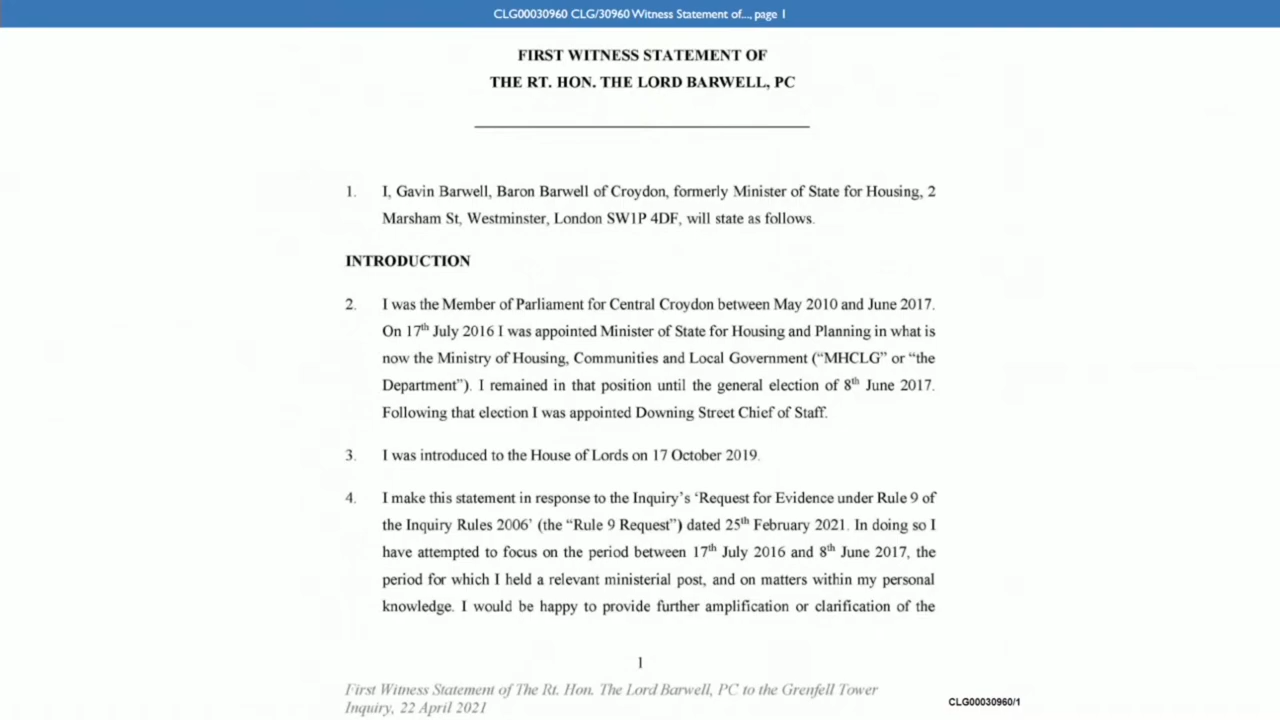 CLG00030960 CLG/30960 Witness Statement of..., page 1
FIRST WITNESS STATEMENT OF
THE RT. HON. THE LORD BARWELL, PC
1. I, Gavin Barwell, Baron Barwell of Croydon, formerly Minister of State for Housing, 2
Marsham St, Westminster, London SW1P 4DF, will state as follows.
INTRODUCTION
2. I was the Member of Parliament for Central Croydon between May 2010 and June 2017.
On 17th July 2016 I was appointed Minister of State for Housing and Planning in what is
now the Ministry of Housing, Communities and Local Government (“MHCLG” or “the
Department”). I remained in that position until the general election of 8th June 2017.
Following that election I was appointed Downing Street Chief of Staff.
3. I was introduced to the House of Lords on 17 October 2019.
4. I make this statement in response to the Inquiry’s ‘Request for Evidence under Rule 9 of
the Inquiry Rules 2006’ (the “Rule 9 Request”) dated 25th February 2021. In doing so I
have attempted to focus on the period between 17th July 2016 and 8th June 2017, the
period for which I held a relevant ministerial post, and on matters within my personal
knowledge. I would be happy to provide further amplification or clarification of the
1
First Witness Statement of The Rt. Hon. The Lord Barwell, PC to the Grenfell Tower
Inquiry, 22 April 2021
CLG00030960/1